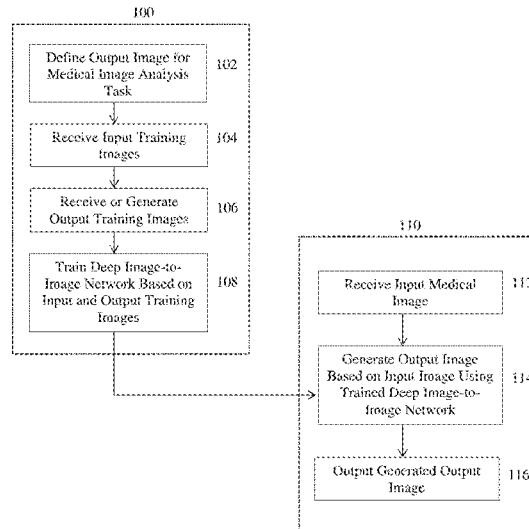 100
Define Output Image for
Medical Image Analysis
Task
102
Receive Input Training
Images
104
Receive or Generate
Output Training Images
106
Train Deep Image-to-
Image Network Based on
Input and Output Training
Images
108
110
Receive Input Medical
Image
Generate Output Image
Based on Input Image Using
Trained Deep Image-to-
Image Network
114
Output Generated Output
Image
116